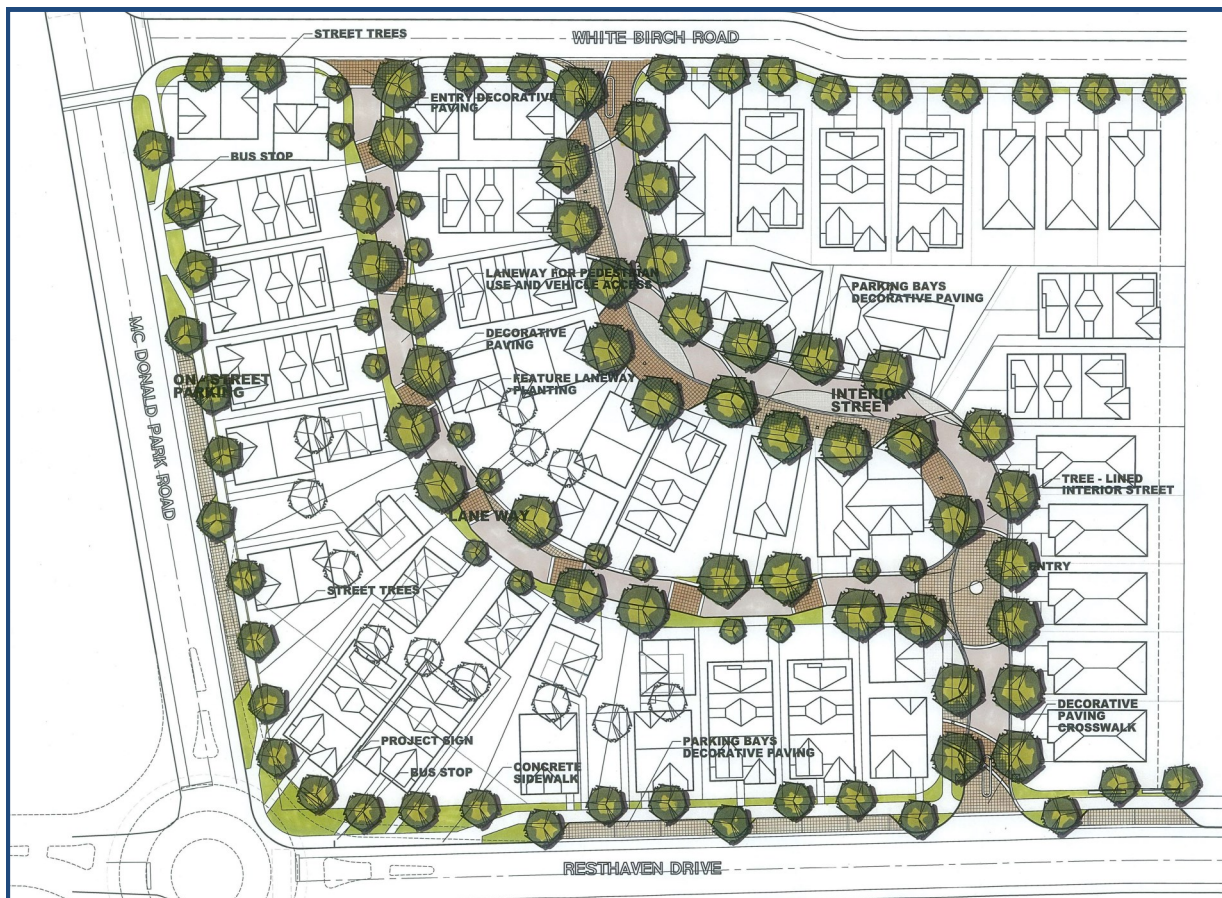 STREET TREES
WHITE BIRCH ROAD
ENTRY DECORATIVE
PAVING
BUS STOP
LANEWAY FOR PEDESTRIAN
USE AND VEHICLE ACCESS
PARKING BAYS
DECORATIVE PAVING
MC DONALD PARK ROAD
DECORATIVE
PAVING
ON-STREET
PARKING
FEATURE LANEWAY
PLANTING
INTERIOR
STREET
TREE - LINED
INTERIOR STREET
LANE WAY
ENTRY
STREET TREES
DECORATIVE
PAVING
CROSSWALK
PROJECT SIGN
PARKING BAYS
DECORATIVE PAVING
BUS STOP
CONCRETE
SIDEWALK
RESTHAVEN DRIVE